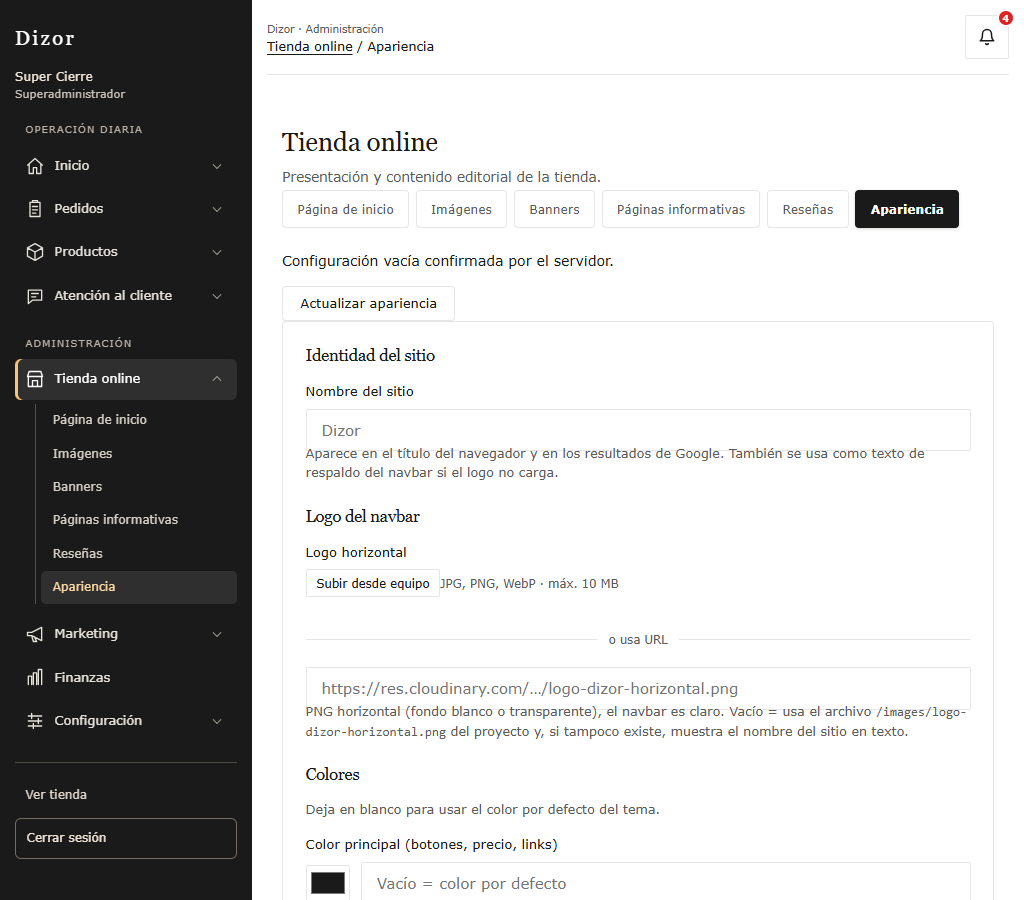 Dizor
Super Cierre
Superadministrador
OPERACIÓN DIARIA
Inicio
Pedidos
Productos
Atención al cliente
ADMINISTRACIÓN
Tienda online
Página de inicio
Imágenes
Banners
Páginas informativas
Reseñas
Apariencia
Marketing
Finanzas
Configuración
Ver tienda
Cerrar sesión
Dizor · Administración
Tienda online / Apariencia
4
Tienda online
Presentación y contenido editorial de la tienda.
Página de inicio
Imágenes
Banners
Páginas informativas
Reseñas
Apariencia
Configuración vacía confirmada por el servidor.
Actualizar apariencia
Identidad del sitio
Nombre del sitio
Dizor
Aparece en el título del navegador y en los resultados de Google. También se usa como texto de
respaldo del navbar si el logo no carga.
Logo del navbar
Logo horizontal
Subir desde equipo JPG, PNG, WebP · máx. 10 MB
o usa URL
https://res.cloudinary.com/.../logo-dizor-horizontal.png
PNG horizontal (fondo blanco o transparente), el navbar es claro. Vacío = usa el archivo /images/logo-
dizor-horizontal.png del proyecto y, si tampoco existe, muestra el nombre del sitio en texto.
Colores
Deja en blanco para usar el color por defecto del tema.
Color principal (botones, precio, links)
Vacío = color por defecto